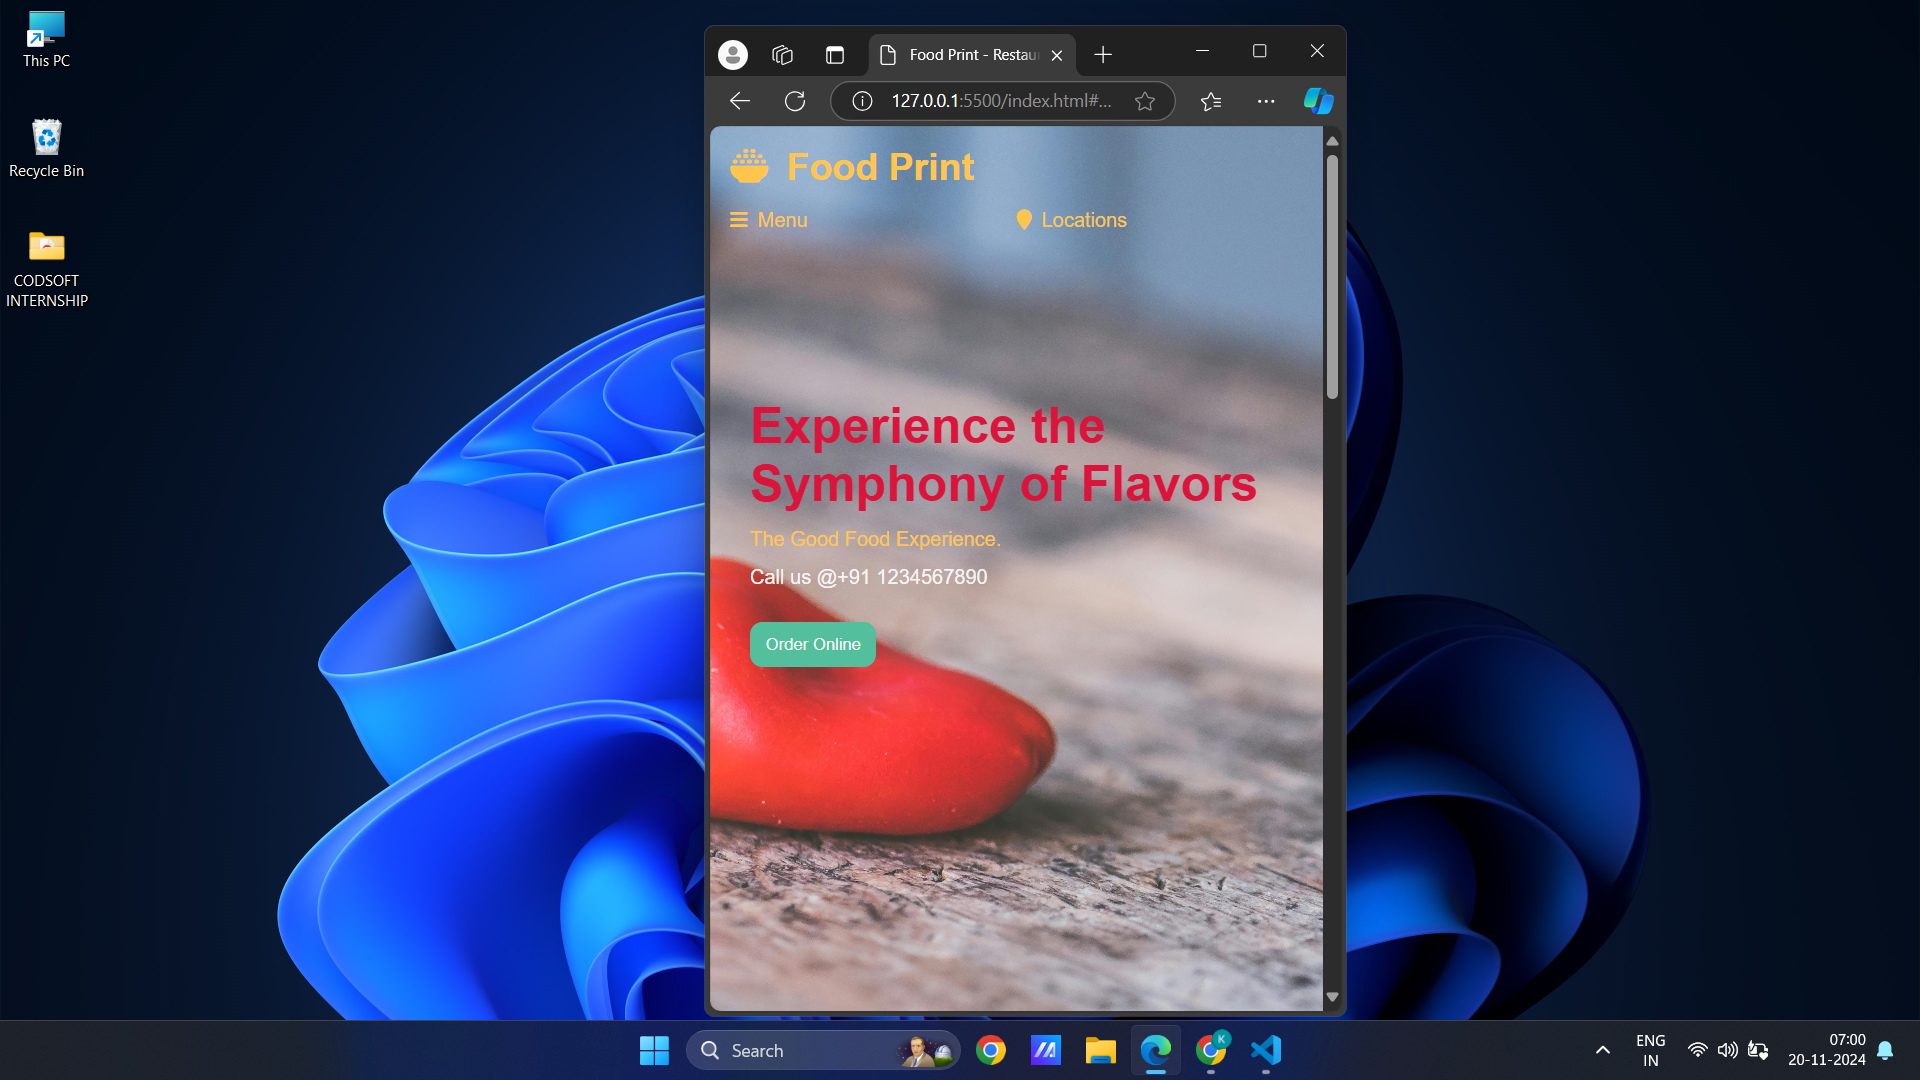 This PC
Recycle Bin
CODSOFT
INTERNSHIP
Food Print - Restau
127.0.0.1:5500/index.html#...
Food Print
Menu
Locations
Experience the
Symphony of Flavors
The Good Food Experience.
Call us @+91 1234567890
Order Online
Search
K
ENG
IN
07:00
20-11-2024